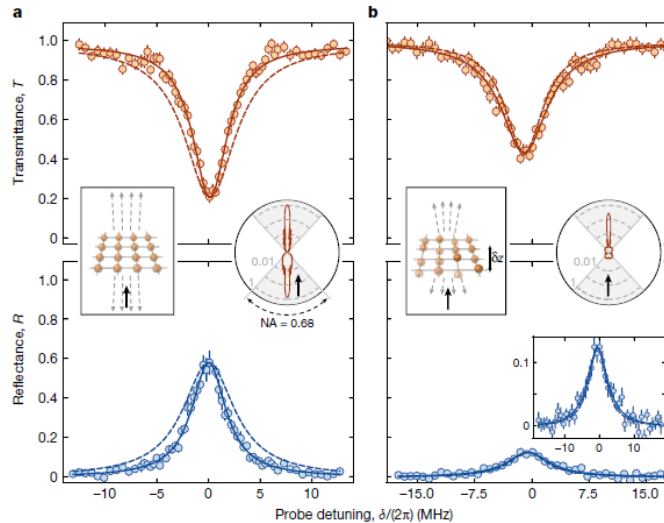 a
b
Transmittance, T
1.0
0.8
0.6
0.4
0.2
0
0.01
1
NA = 0.68
δz
0.01
1
Reflectance, R
0.8
0.6
0.4
0.2
0
0.1
0
−10 0 10
−10 −5 0 5 10
−15.0 −7.5 0 7.5 15.0
Probe detuning, δ/(2π) (MHz)